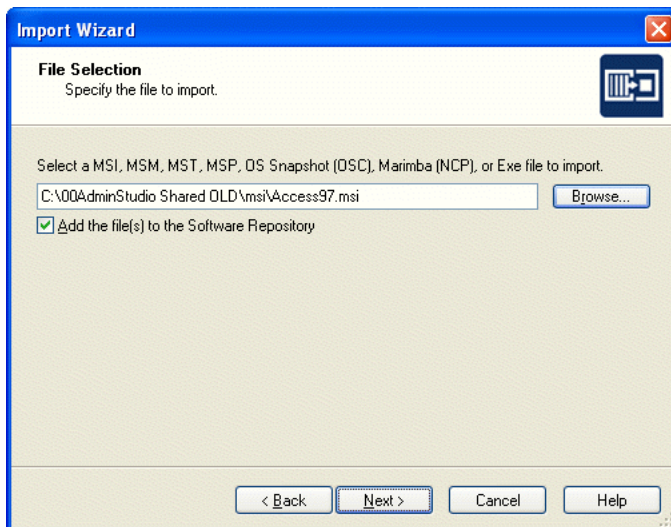 Import Wizard
File Selection
Specify the file to import.
Select a MSI, MSM, MST, MSP, OS Snapshot (OSC), Marimba (NCP), or Exe file to import.
C:\00AdminStudio Shared OLD\msi\Access97.msi
Browse...
Add the file(s) to the Software Repository
< Back
Next >
Cancel
Help